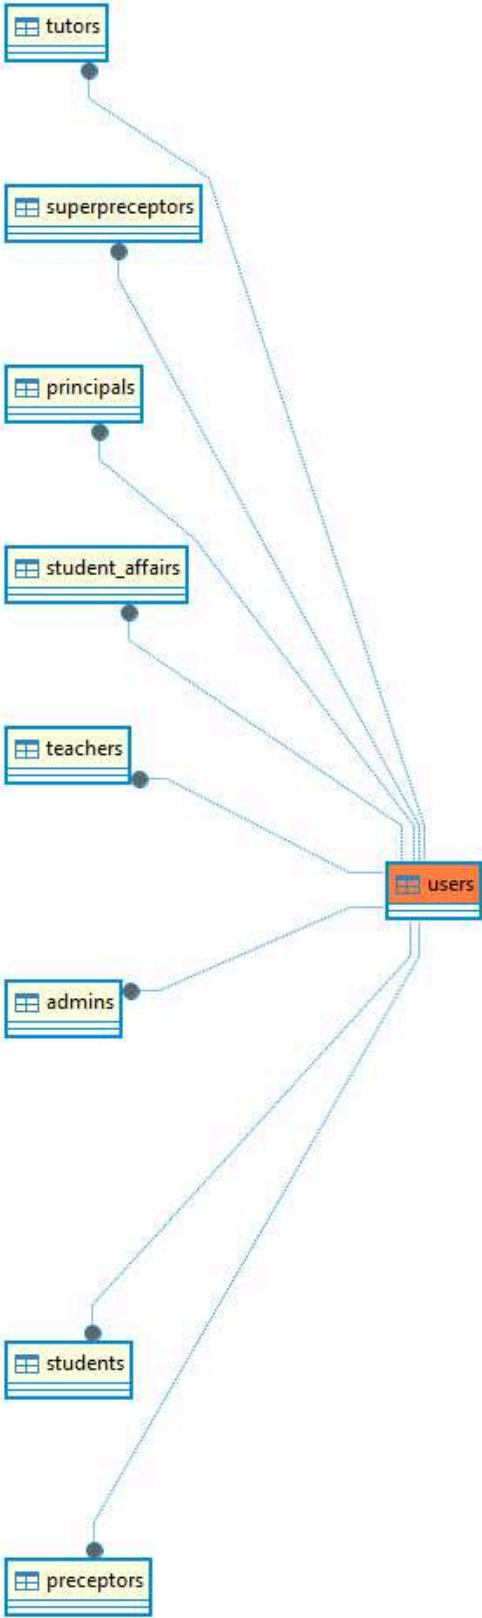 tutors
superpreceptors
principals
student_affairs
teachers
users
admins
students
preceptors